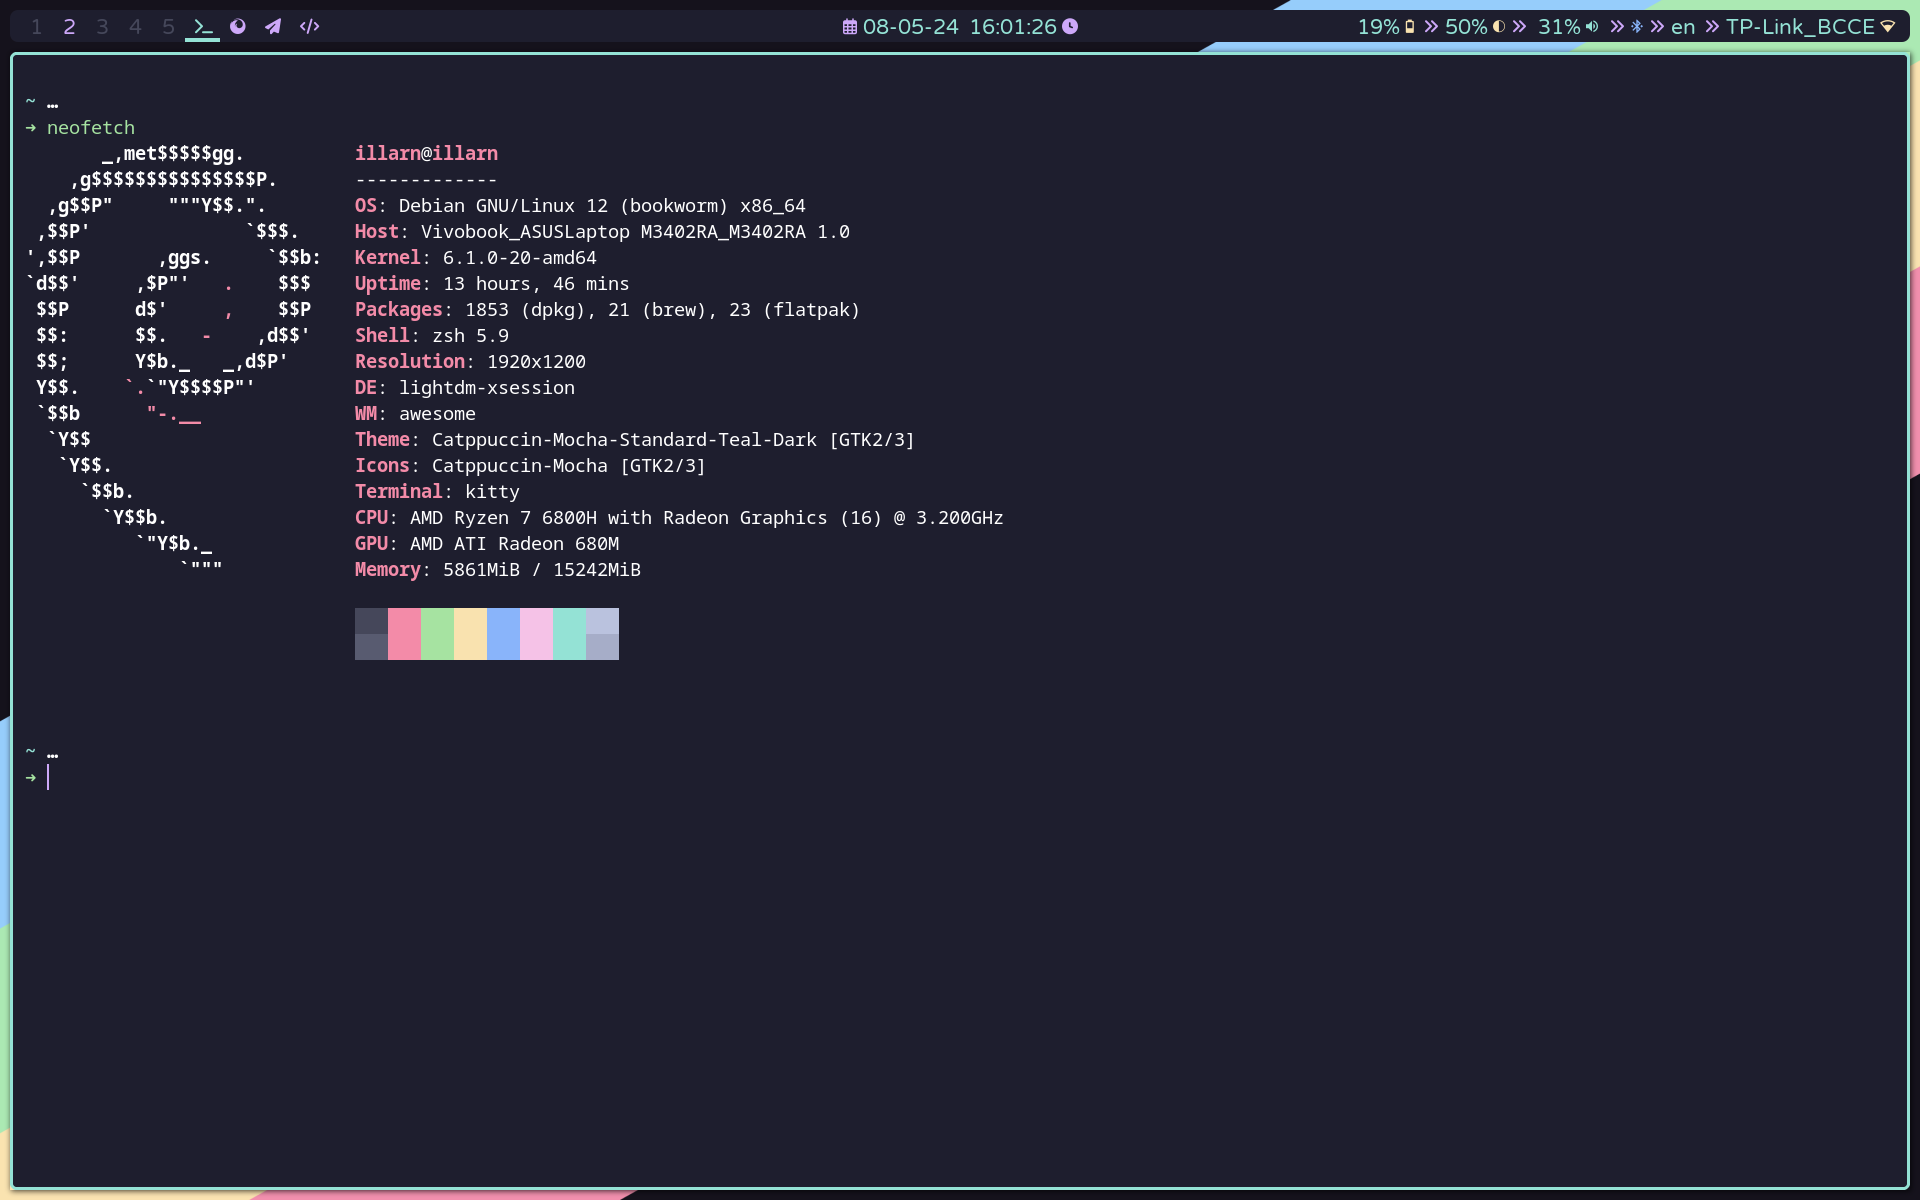 1 2 3 4 5 08-05-24 16:01:26 19% 50% 31% en TP-Link_BCCE
~ …
➜ neofetch
       _,met$$$$$gg.          illarn@illarn
    ,g$$$$$$$$$$$$$$$P.       -------------
  ,g$$P"     """Y$$.".        OS: Debian GNU/Linux 12 (bookworm) x86_64
 ,$$P'              `$$$.     Host: Vivobook_ASUSLaptop M3402RA_M3402RA 1.0
',$$P       ,ggs.     `$$b:   Kernel: 6.1.0-20-amd64
`d$$'     ,$P"'   .    $$$    Uptime: 13 hours, 46 mins
 $$P      d$'     ,    $$P    Packages: 1853 (dpkg), 21 (brew), 23 (flatpak)
 $$:      $$.   -    ,d$$'    Shell: zsh 5.9
 $$;      Y$b._   _,d$P'      Resolution: 1920x1200
 Y$$.    `.`"Y$$$$P"'         DE: lightdm-xsession
 `$$b      "-.__              WM: awesome
  `Y$$                        Theme: Catppuccin-Mocha-Standard-Teal-Dark [GTK2/3]
   `Y$$.                      Icons: Catppuccin-Mocha [GTK2/3]
     `$$b.                    Terminal: kitty
       `Y$$b.                 CPU: AMD Ryzen 7 6800H with Radeon Graphics (16) @ 3.200GHz
          `"Y$b._             GPU: AMD ATI Radeon 680M
              `"""            Memory: 5861MiB / 15242MiB
~ …
➜